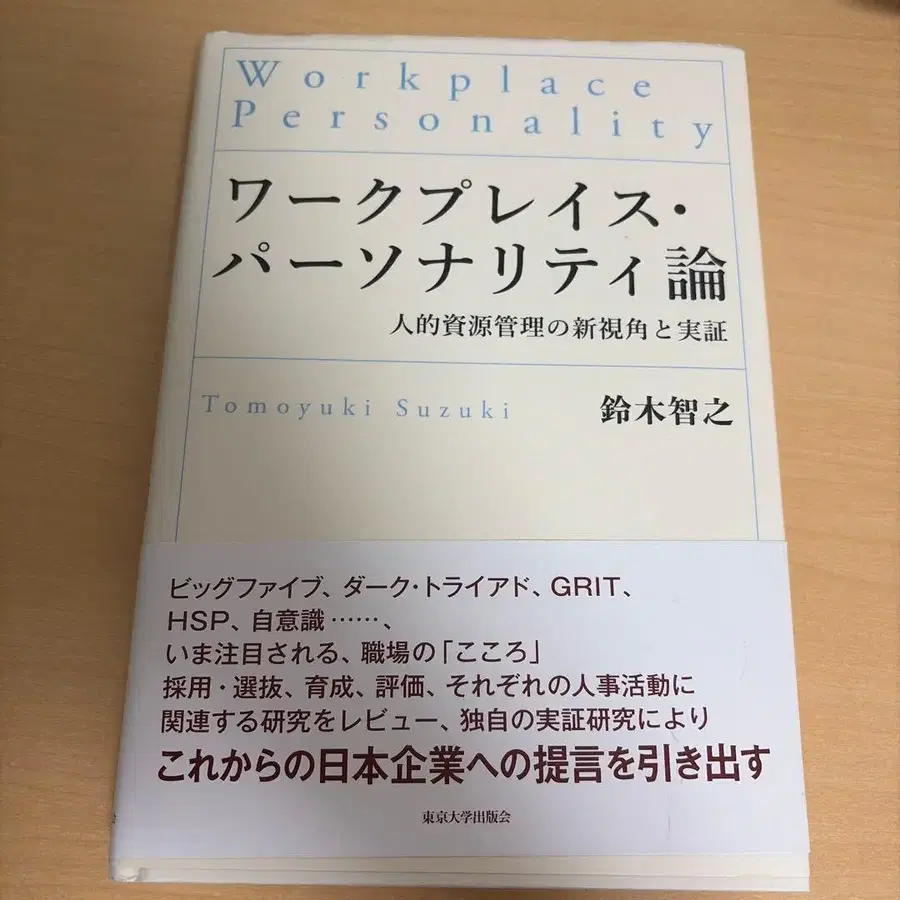 Workplace
Personality
ワークプレイス・
パーソナリティ論
人的資源管理の新視角と実証
Tomoyuki Suzuki 鈴木智之
ビッグファイブ、ダーク・トライアド、GRIT、
HSP、自意識……、
いま注目される、職場の「こころ」
採用・選抜、育成、評価、それぞれの人事活動に
関連する研究をレビュー、独自の実証研究により
これからの日本企業への提言を引き出す
東京大学出版会